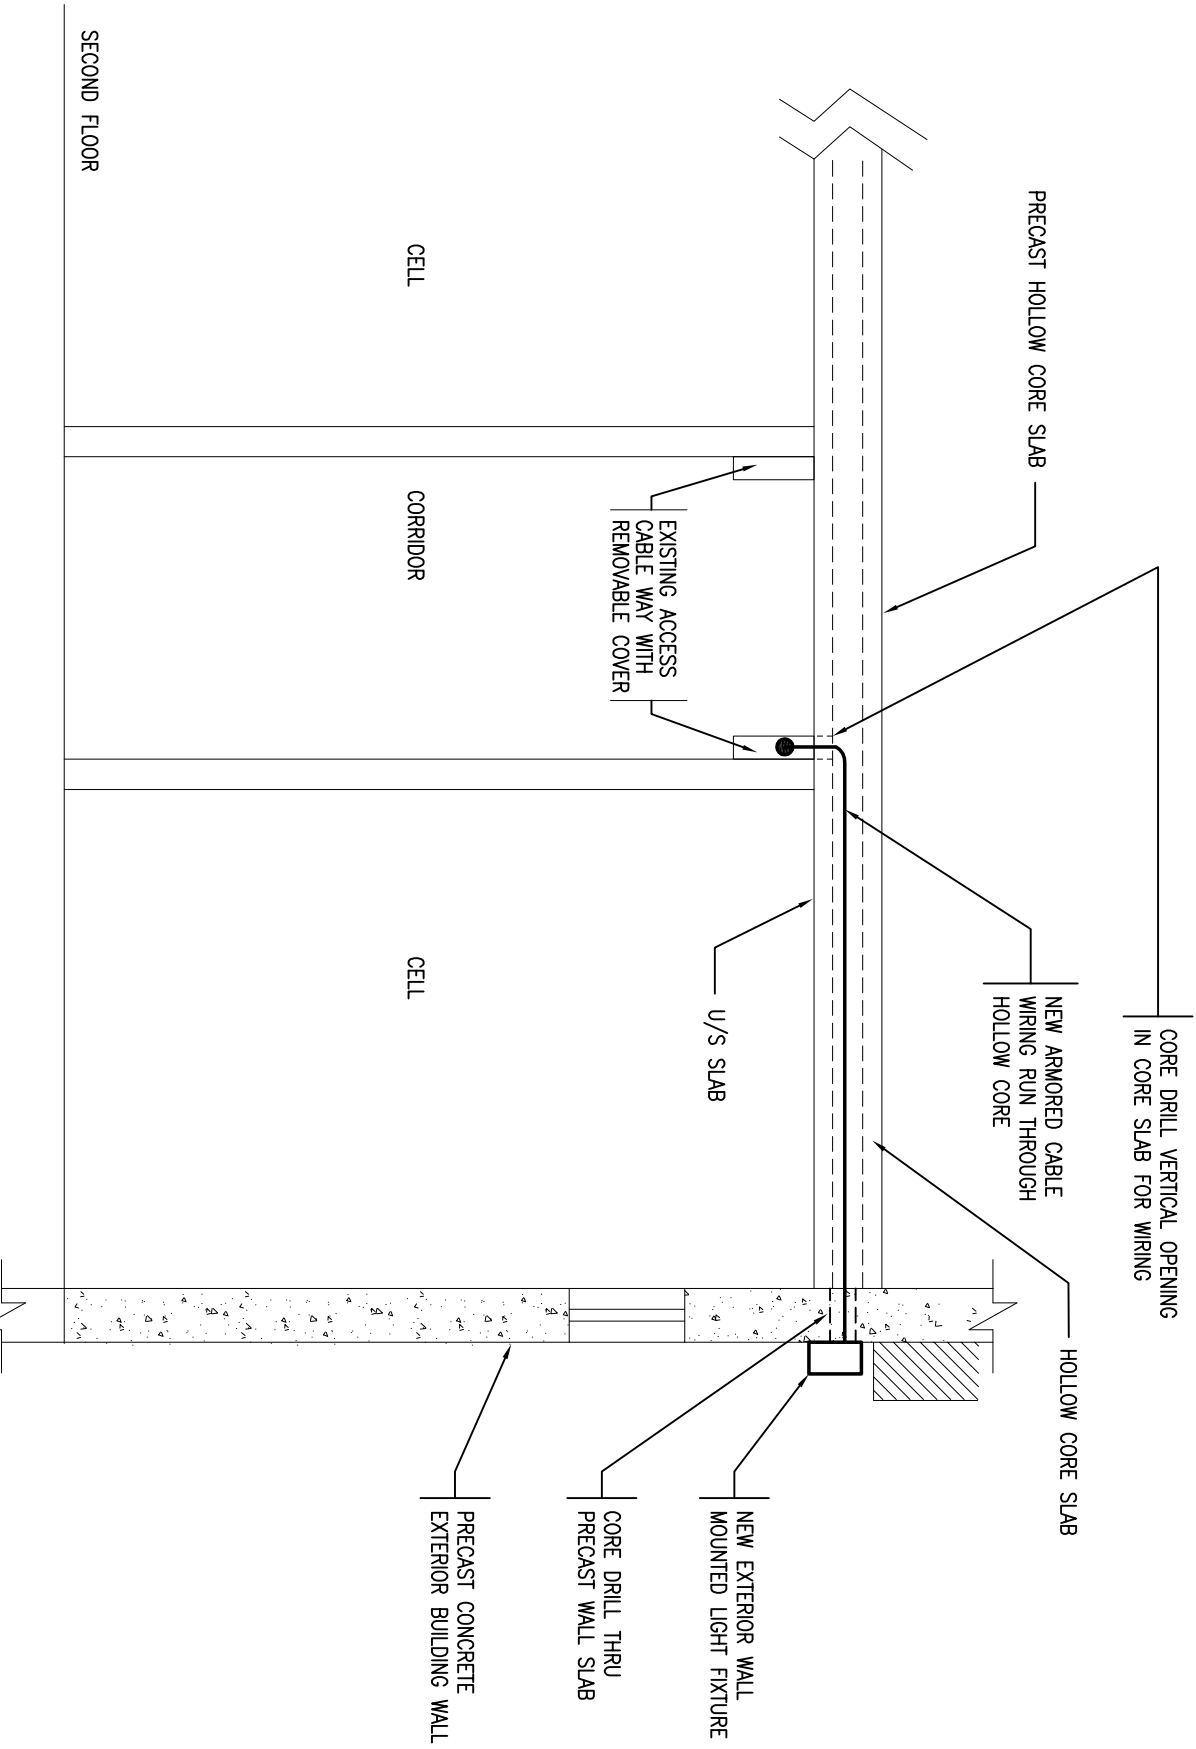 CORE DRILL VERTICAL OPENING
IN CORE SLAB FOR WIRING
PRECAST HOLLOW CORE SLAB
NEW ARMORED CABLE
WIRING RUN THROUGH
HOLLOW CORE
HOLLOW CORE SLAB
U/S SLAB
EXISTING ACCESS
CABLE WAY WITH
REMOVABLE COVER
NEW EXTERIOR WALL
MOUNTED LIGHT FIXTURE
CORE DRILL THRU
PRECAST WALL SLAB
PRECAST CONCRETE
EXTERIOR BUILDING WALL
CELL
CORRIDOR
CELL
SECOND FLOOR